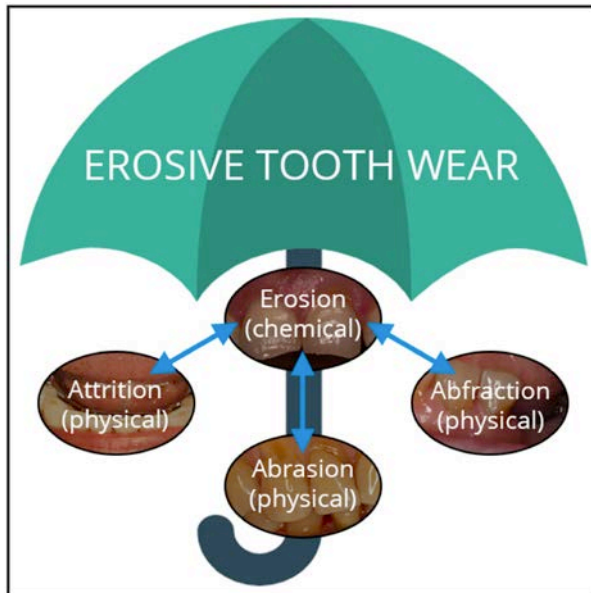 EROSIVE TOOTH WEAR
Erosion
(chemical)
Attrition
(physical)
Abfraction
(physical)
Abrasion
(physical)